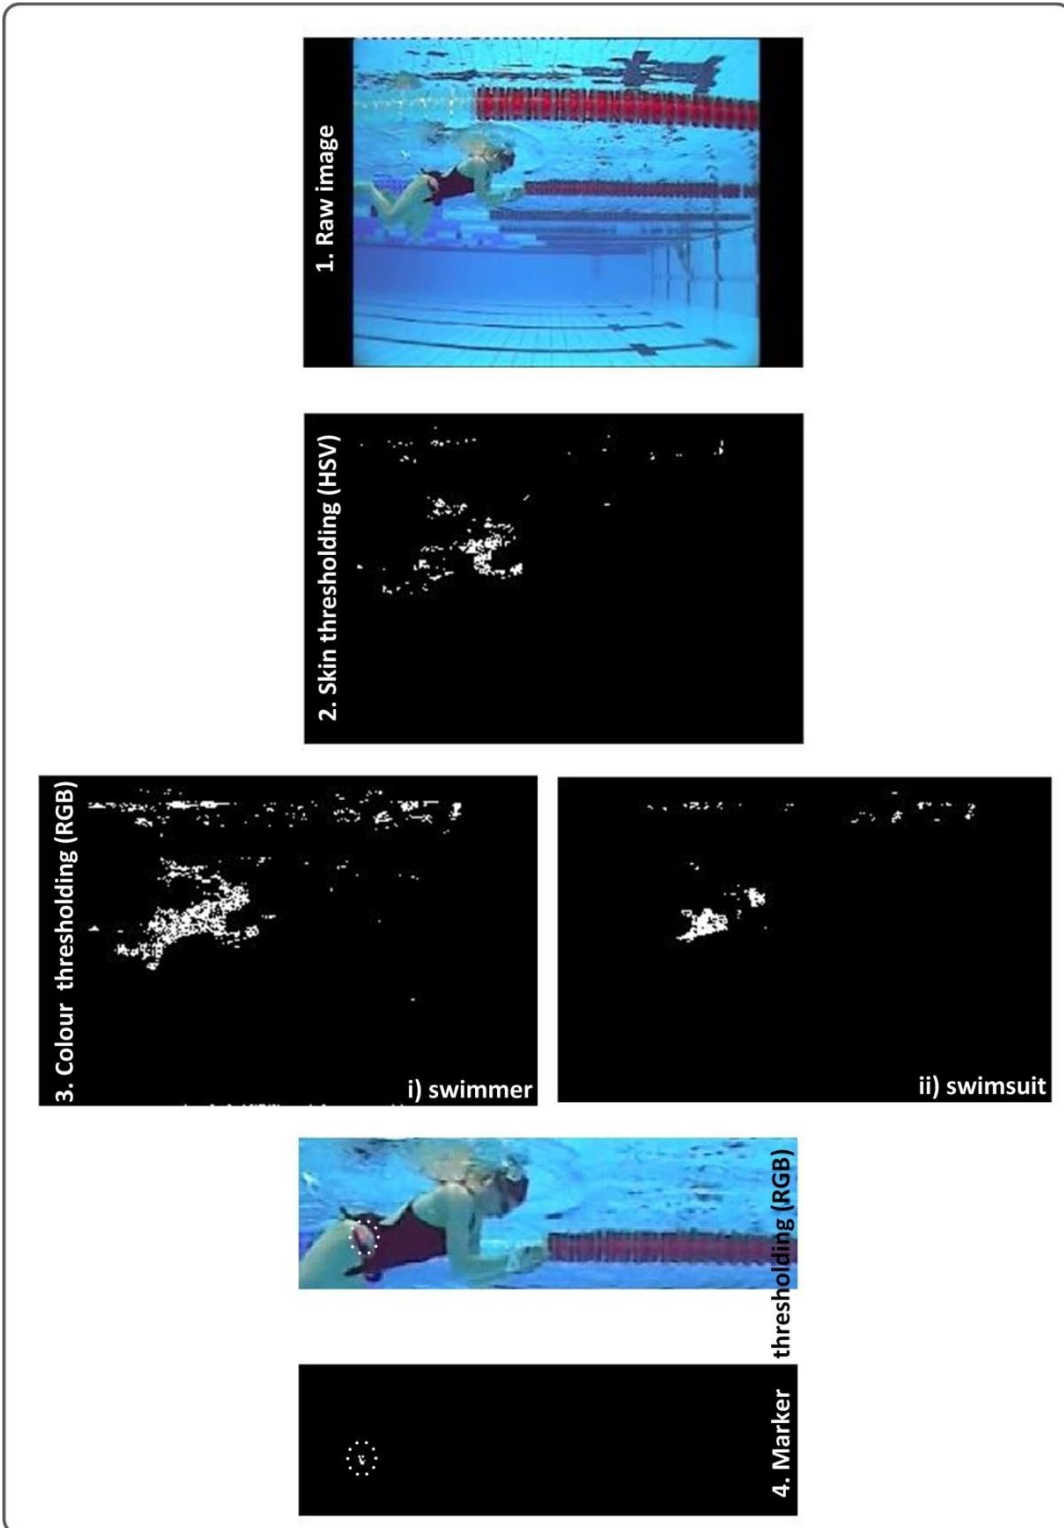 1. Raw image
2. Skin thresholding (HSV)
3. Colour thresholding (RGB)
i) swimmer
ii) swimsuit
4. Marker thresholding (RGB)